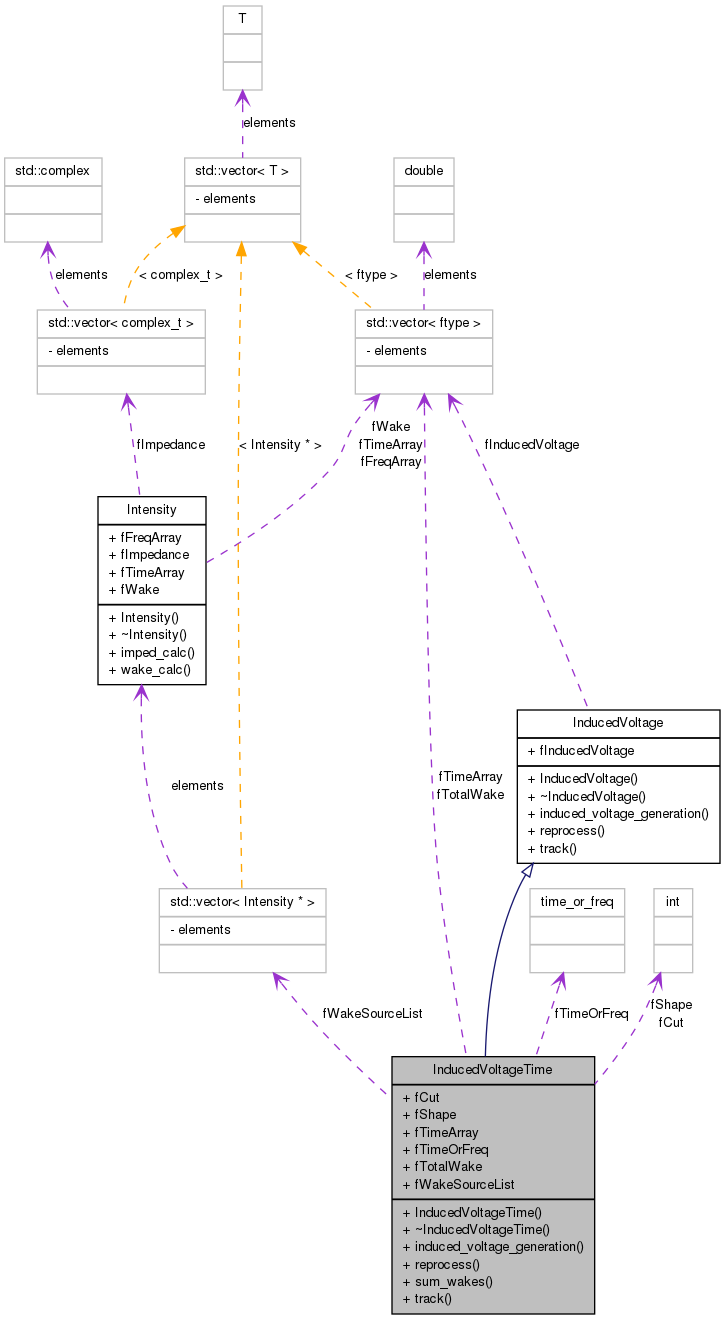 T
elements
std::complex
std::vector< T >
- elements
double
elements
< complex_t >
< ftype >
elements
std::vector< complex_t >
- elements
std::vector< ftype >
- elements
fImpedance
< Intensity * >
fWake
fTimeArray
fFreqArray
fInducedVoltage
Intensity
+ fFreqArray
+ fImpedance
+ fTimeArray
+ fWake
+ Intensity()
+ ~Intensity()
+ imped_calc()
+ wake_calc()
InducedVoltage
+ fInducedVoltage
+ InducedVoltage()
+ ~InducedVoltage()
+ induced_voltage_generation()
+ reprocess()
+ track()
elements
fTimeArray
fTotalWake
std::vector< Intensity * >
- elements
time_or_freq
int
fWakeSourceList
fTimeOrFreq
fShape
fCut
InducedVoltageTime
+ fCut
+ fShape
+ fTimeArray
+ fTimeOrFreq
+ fTotalWake
+ fWakeSourceList
+ InducedVoltageTime()
+ ~InducedVoltageTime()
+ induced_voltage_generation()
+ reprocess()
+ sum_wakes()
+ track()